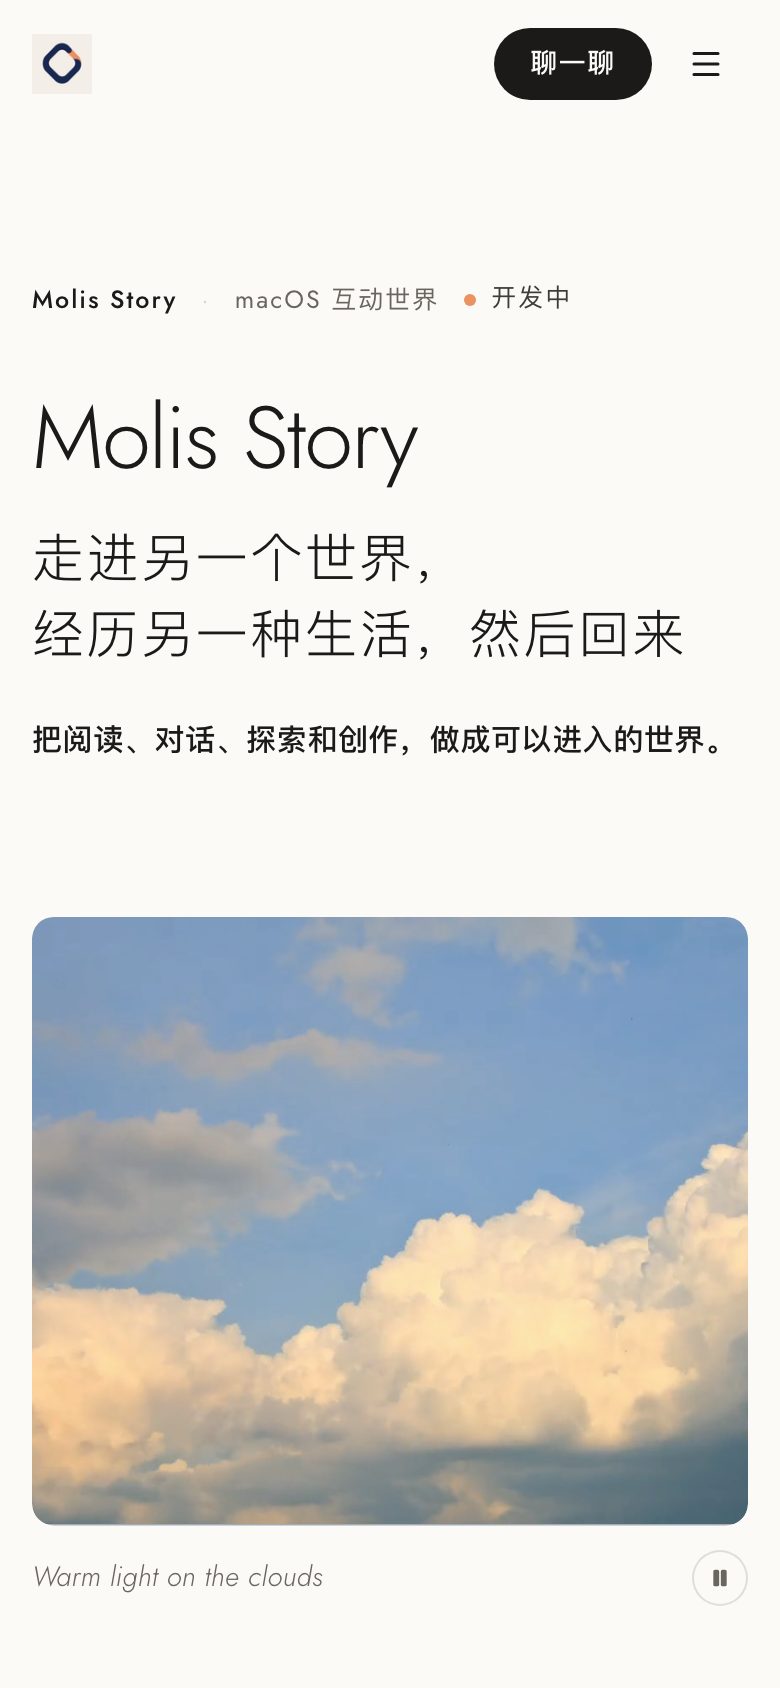 聊一聊
Molis Story · macOS 互动世界 开发中
Molis Story
走进另一个世界，
经历另一种生活，然后回来
把阅读、对话、探索和创作，做成可以进入的世界。
Warm light on the clouds